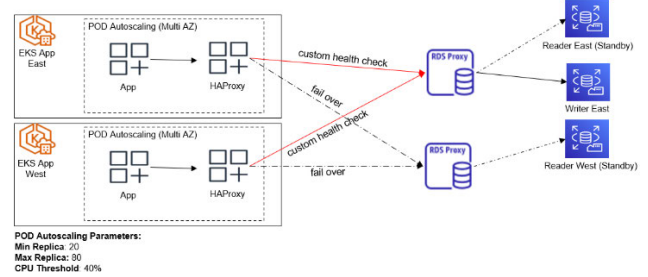 POD Autoscaling (Multi AZ)
EKS App
East
App
HAProxy
custom health check
fail over
RDS Proxy
Reader East (Standby)
Writer East
POD Autoscaling (Multi AZ)
EKS App
West
App
HAProxy
custom health check
fail over
RDS Proxy
Reader West (Standby)
POD Autoscaling Parameters:
Min Replica: 20
Max Replica: 80
CPU Threshold: 40%